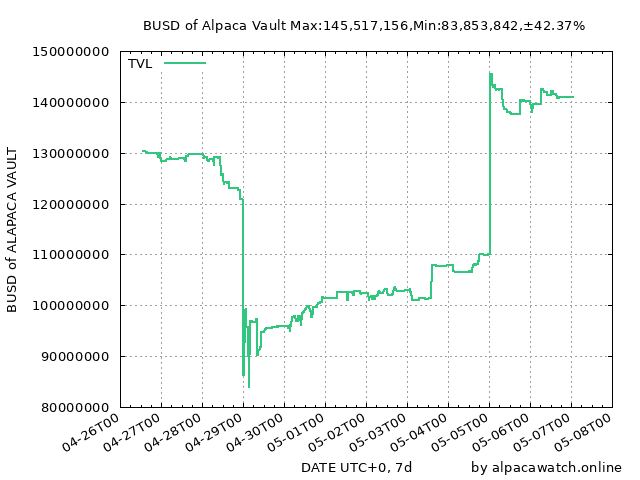 BUSD of Alpaca Vault Max:145,517,156,Min:83,853,842,±42.37%
TVL
150000000
140000000
130000000
120000000
110000000
100000000
90000000
80000000
BUSD of ALAPACA VAULT
04-26T00
04-27T00
04-28T00
04-29T00
04-30T00
05-01T00
05-02T00
05-03T00
05-04T00
05-05T00
05-06T00
05-07T00
05-08T00
DATE UTC+0, 7d
by alpacawatch.online